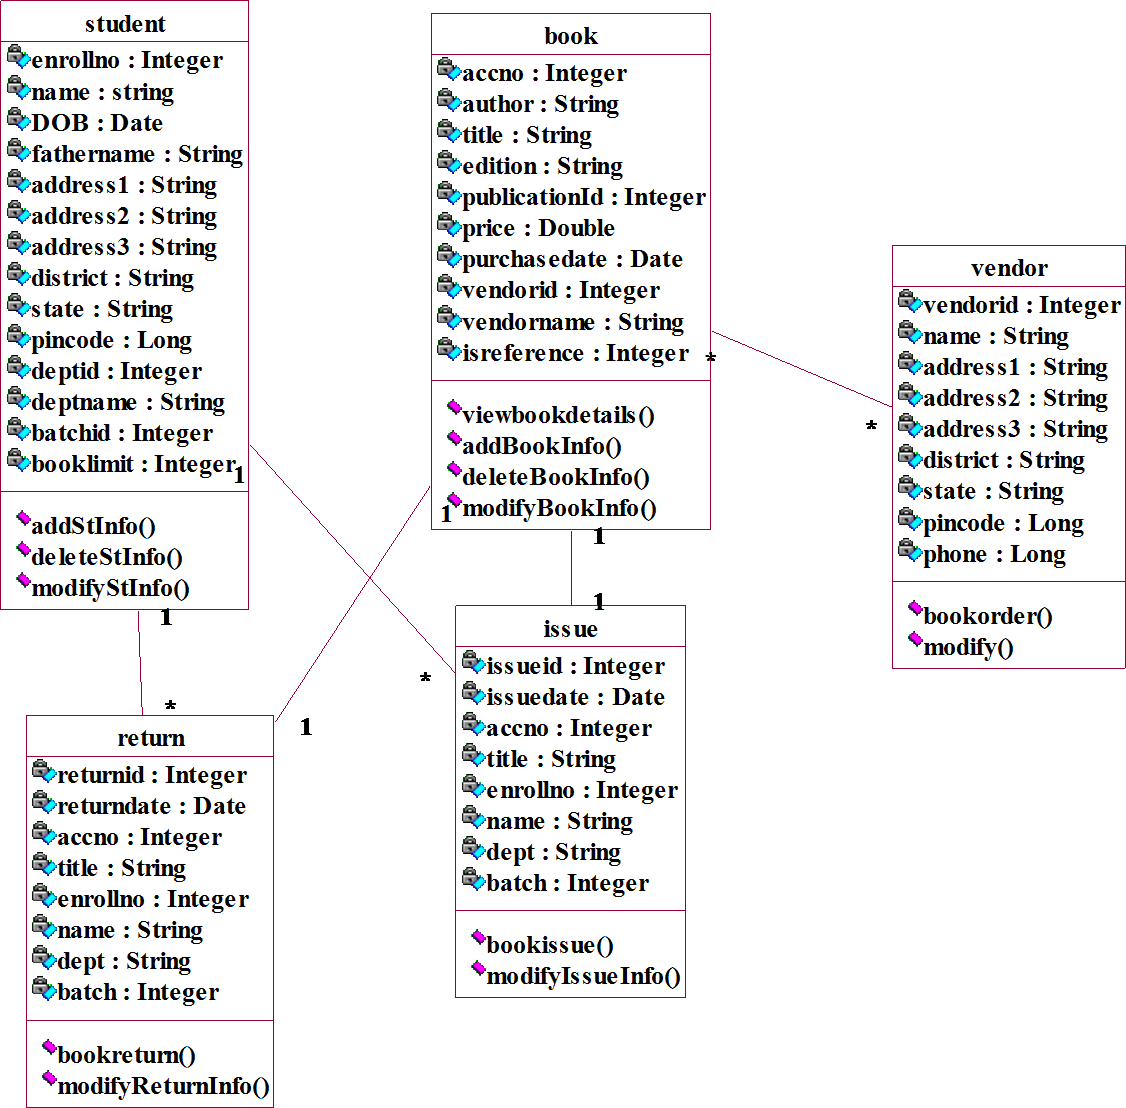 student
enrollno : Integer
name : string
DOB : Date
fathername : String
address1 : String
address2 : String
address3 : String
district : String
state : String
pincode : Long
deptid : Integer
deptname : String
batchid : Integer
booklimit : Integer
1
addStInfo()
deleteStInfo()
modifyStInfo()
1
book
accno : Integer
author : String
title : String
edition : String
publicationId : Integer
price : Double
purchasedate : Date
vendorid : Integer
vendorname : String
isreference : Integer
*
viewbookdetails()
addBookInfo()
deleteBookInfo()
modifyBookInfo()
1
1
vendor
vendorid : Integer
name : String
address1 : String
address2 : String
address3 : String
*
district : String
state : String
pincode : Long
phone : Long
bookorder()
modify()
1
issue
*
issueid : Integer
issuedate : Date
accno : Integer
title : String
enrollno : Integer
name : String
dept : String
batch : Integer
bookissue()
modifyIssueInfo()
*
1
return
returnid : Integer
returndate : Date
accno : Integer
title : String
enrollno : Integer
name : String
dept : String
batch : Integer
bookreturn()
modifyReturnInfo()